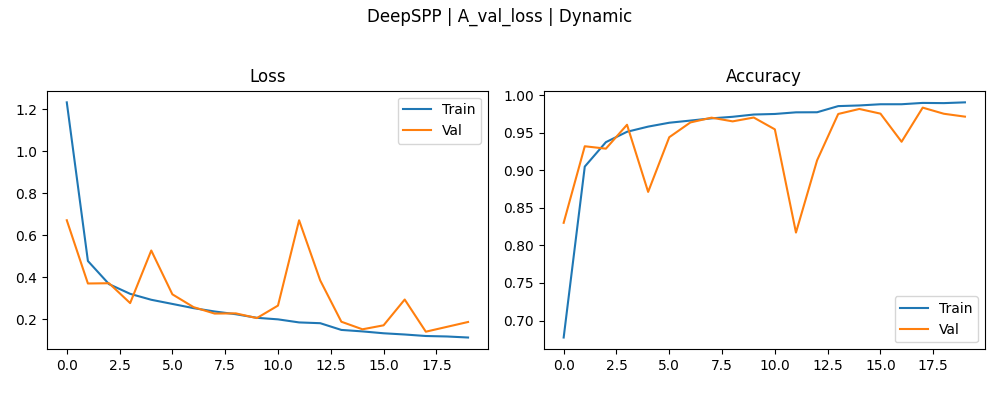 DeepSPP | A_val_loss | Dynamic
Loss
1.2
1.0
0.8
0.6
0.4
0.2
0.0 2.5 5.0 7.5 10.0 12.5 15.0 17.5
Train
Val
Accuracy
1.00
0.95
0.90
0.85
0.80
0.75
0.70
0.0 2.5 5.0 7.5 10.0 12.5 15.0 17.5
Train
Val